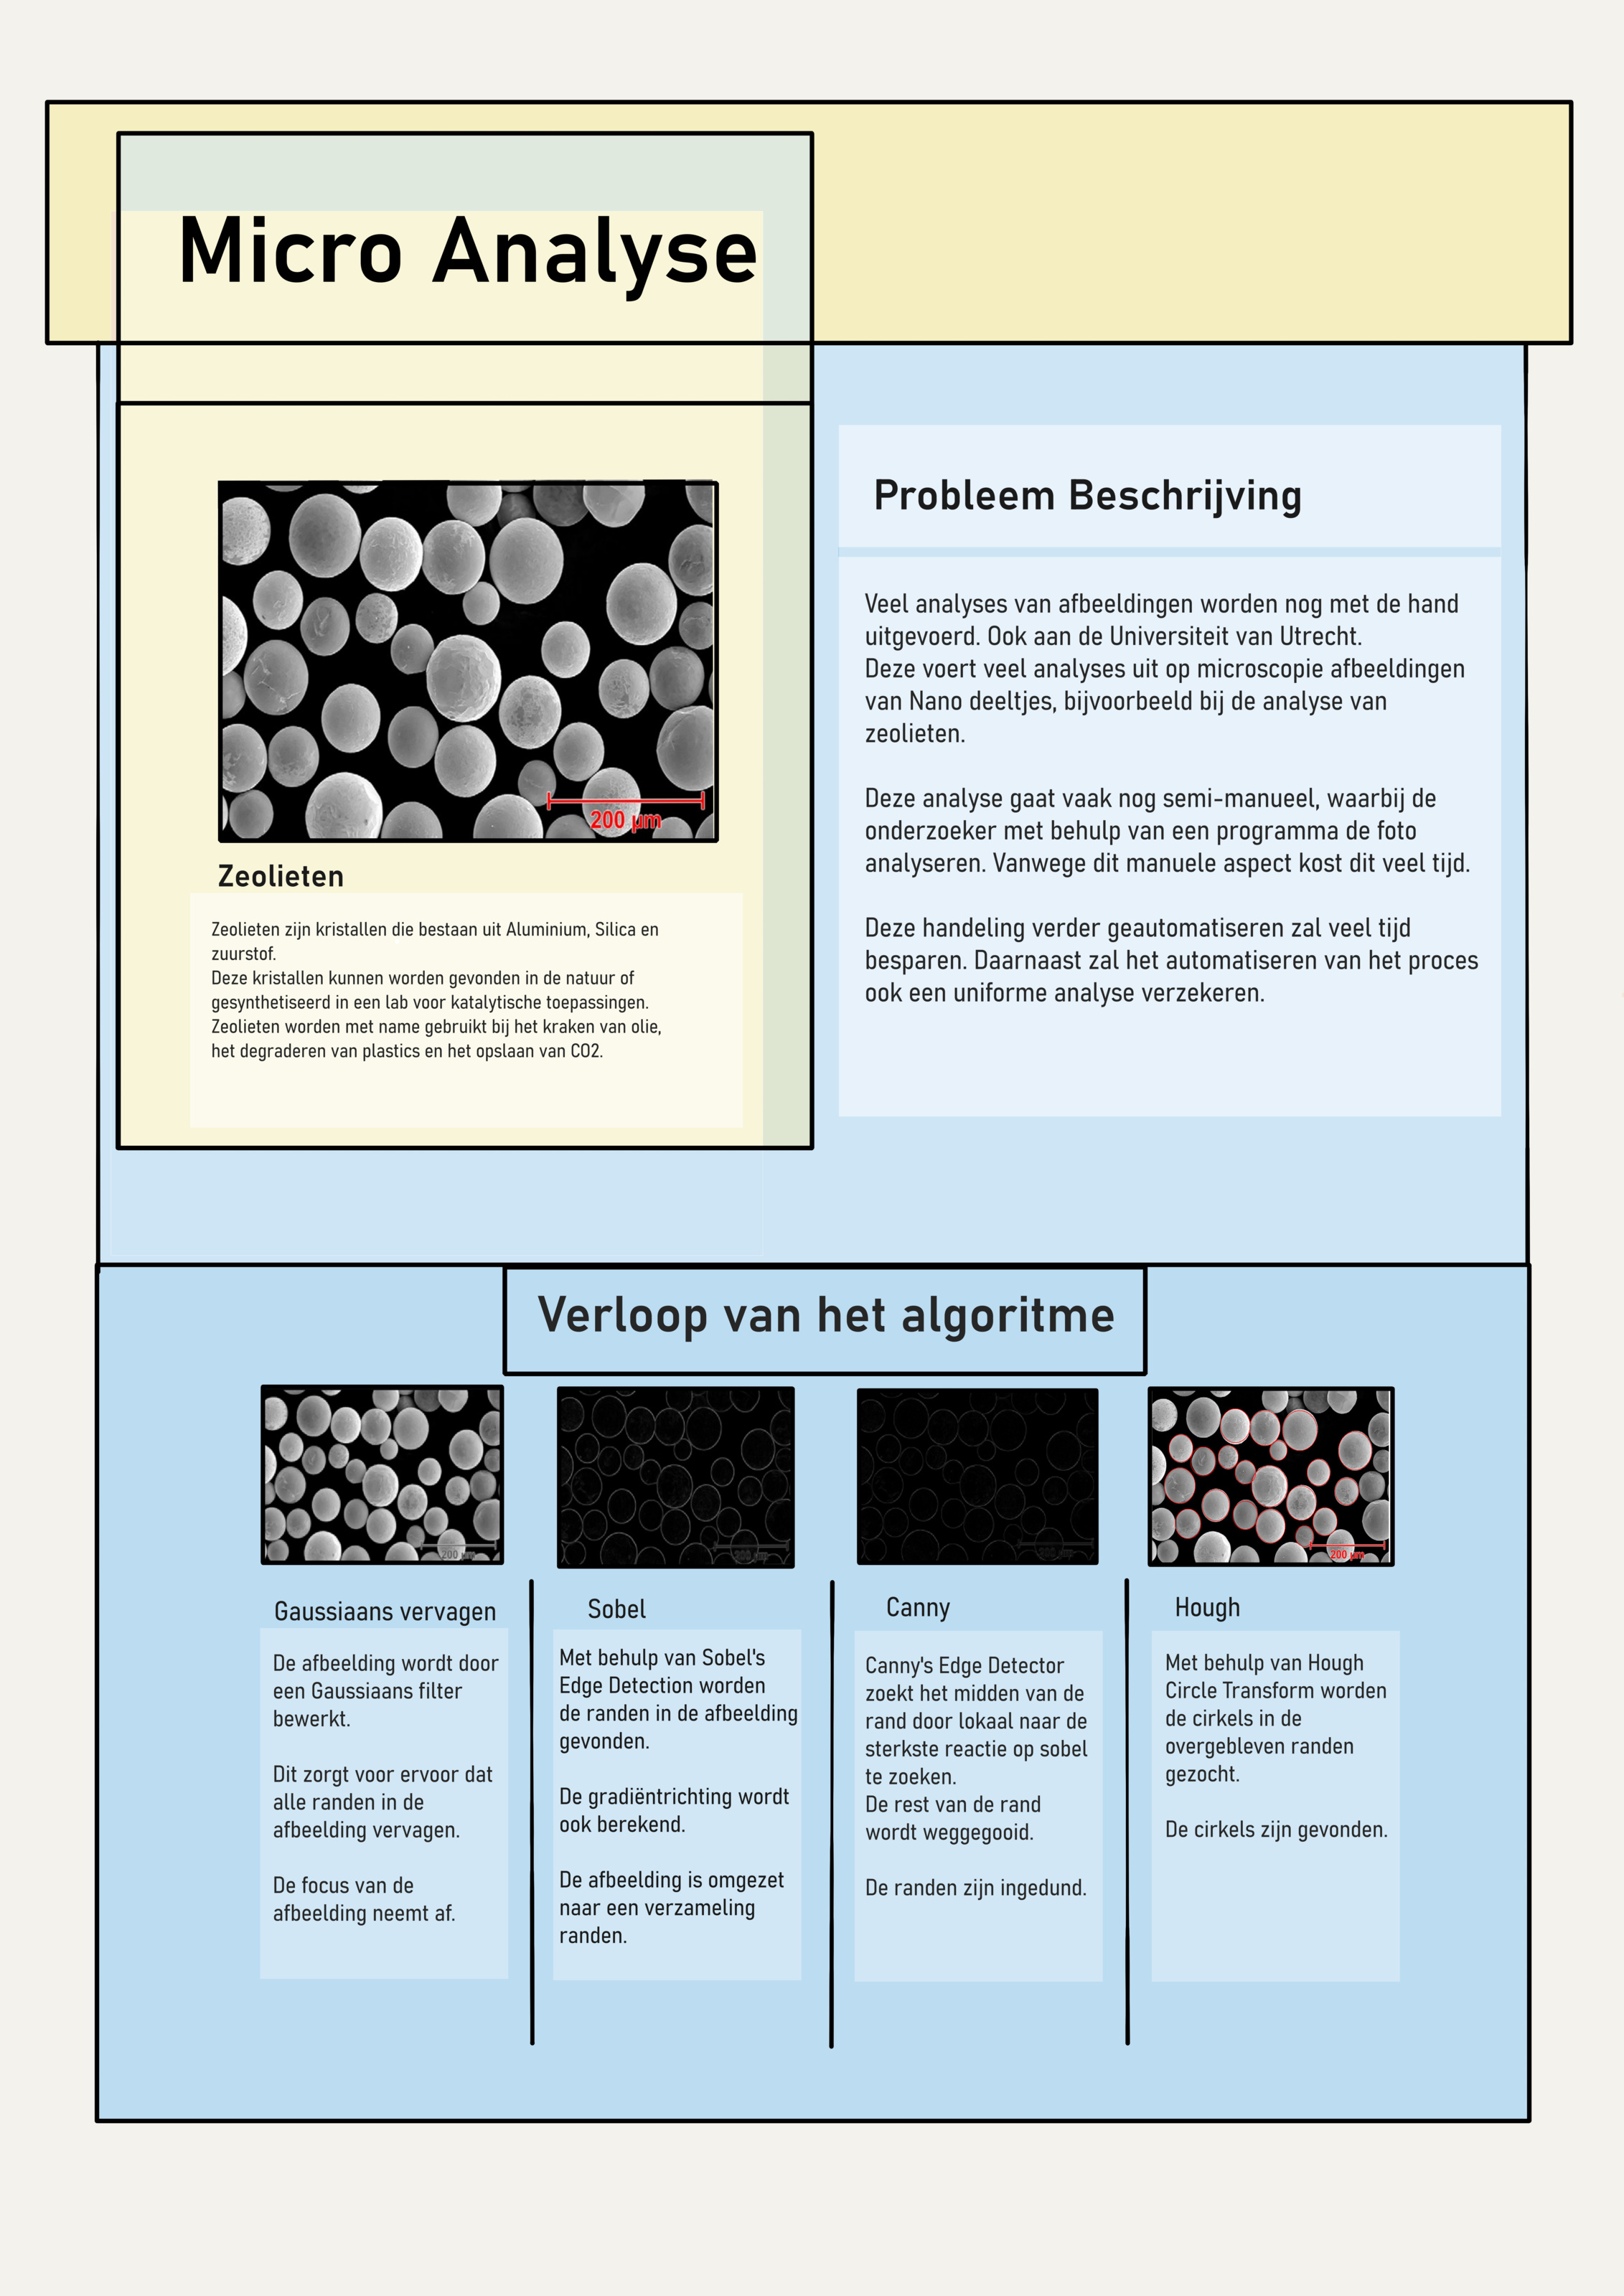 Micro Analyse
200 µm
Zeolieten
Zeolieten zijn kristallen die bestaan uit Aluminium, Silica en
zuurstof.
Deze kristallen kunnen worden gevonden in de natuur of
gesynthetiseerd in een lab voor katalytische toepassingen.
Zeolieten worden met name gebruikt bij het kraken van olie,
het degraderen van plastics en het opslaan van CO2.
Probleem Beschrijving
Veel analyses van afbeeldingen worden nog met de hand
uitgevoerd. Ook aan de Universiteit van Utrecht.
Deze voert veel analyses uit op microscopie afbeeldingen
van Nano deeltjes, bijvoorbeeld bij de analyse van
zeolieten.
Deze analyse gaat vaak nog semi-manueel, waarbij de
onderzoeker met behulp van een programma de foto
analyseren. Vanwege dit manuele aspect kost dit veel tijd.
Deze handeling verder geautomatiseren zal veel tijd
besparen. Daarnaast zal het automatiseren van het proces
ook een uniforme analyse verzekeren.
Verloop van het algoritme
200 µm
200 µm
200 µm
200 µm
Gaussiaans vervagen
De afbeelding wordt door
een Gaussiaans filter
bewerkt.
Dit zorgt voor ervoor dat
alle randen in de
afbeelding vervagen.
De focus van de
afbeelding neemt af.
Sobel
Met behulp van Sobel's
Edge Detection worden
de randen in de afbeelding
gevonden.
De gradiëntrichting wordt
ook berekend.
De afbeelding is omgezet
naar een verzameling
randen.
Canny
Canny's Edge Detector
zoekt het midden van de
rand door lokaal naar de
sterkste reactie op sobel
te zoeken.
De rest van de rand
wordt weggegooid.
De randen zijn ingedund.
Hough
Met behulp van Hough
Circle Transform worden
de cirkels in de
overgebleven randen
gezocht.
De cirkels zijn gevonden.